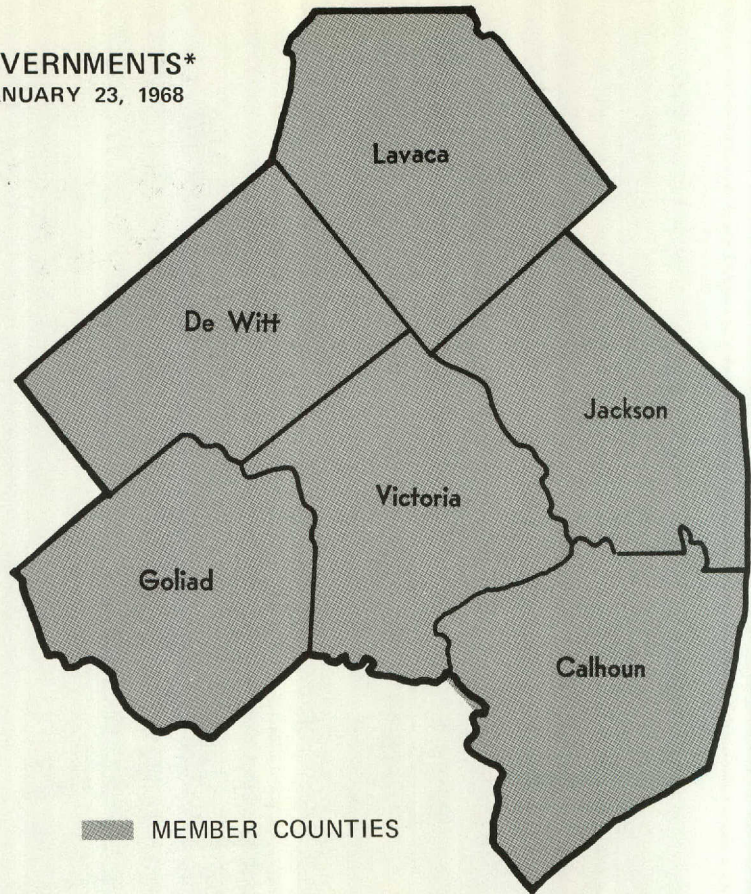 VERNMENTS*
NUARY 23, 1968
Lavaca
De Witt
Jackson
Victoria
Goliad
Calhoun
MEMBER COUNTIES